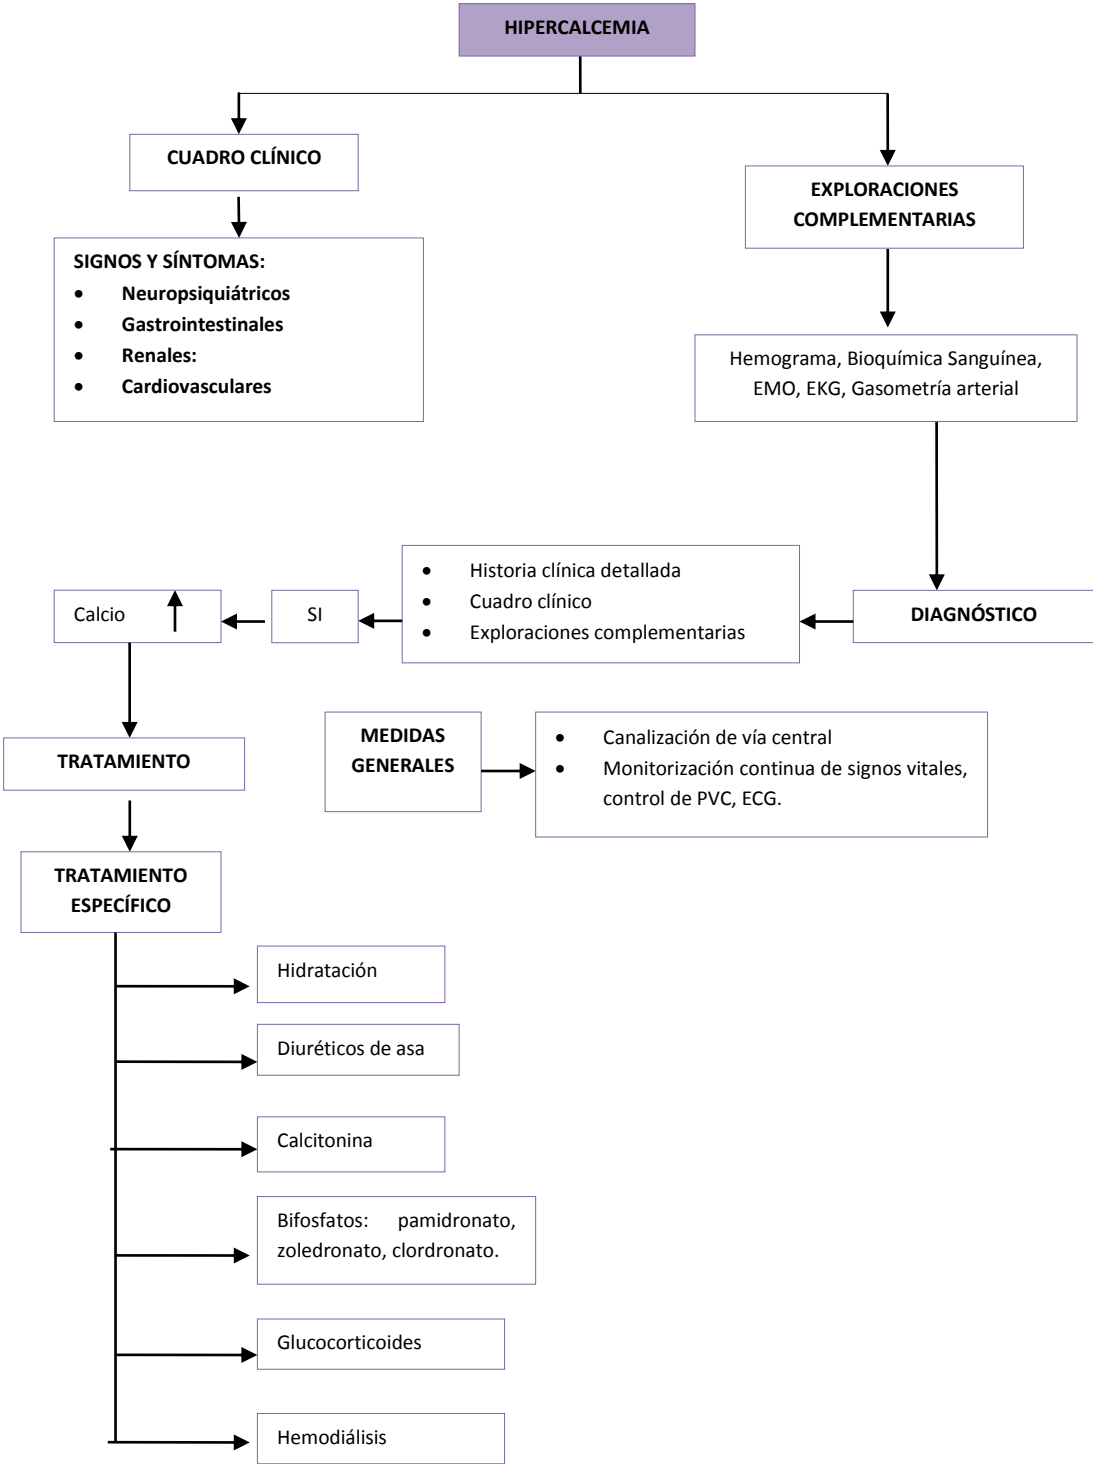 HIPERCALCEMIA
CUADRO CLÍNICO
EXPLORACIONES
COMPLEMENTARIAS
SIGNOS Y SÍNTOMAS:
• Neuropsiquiátricos
• Gastrointestinales
• Renales:
• Cardiovasculares
Hemograma, Bioquímica Sanguínea,
EMO, EKG, Gasometría arterial
DIAGNÓSTICO
• Historia clínica detallada
• Cuadro clínico
• Exploraciones complementarias
SI
Calcio
TRATAMIENTO
MEDIDAS
GENERALES
• Canalización de vía central
• Monitorización continua de signos vitales,
control de PVC, ECG.
TRATAMIENTO
ESPECÍFICO
Hidratación
Diuréticos de asa
Calcitonina
Bifosfatos: pamidronato,
zoledronato, clordronato.
Glucocorticoides
Hemodiálisis